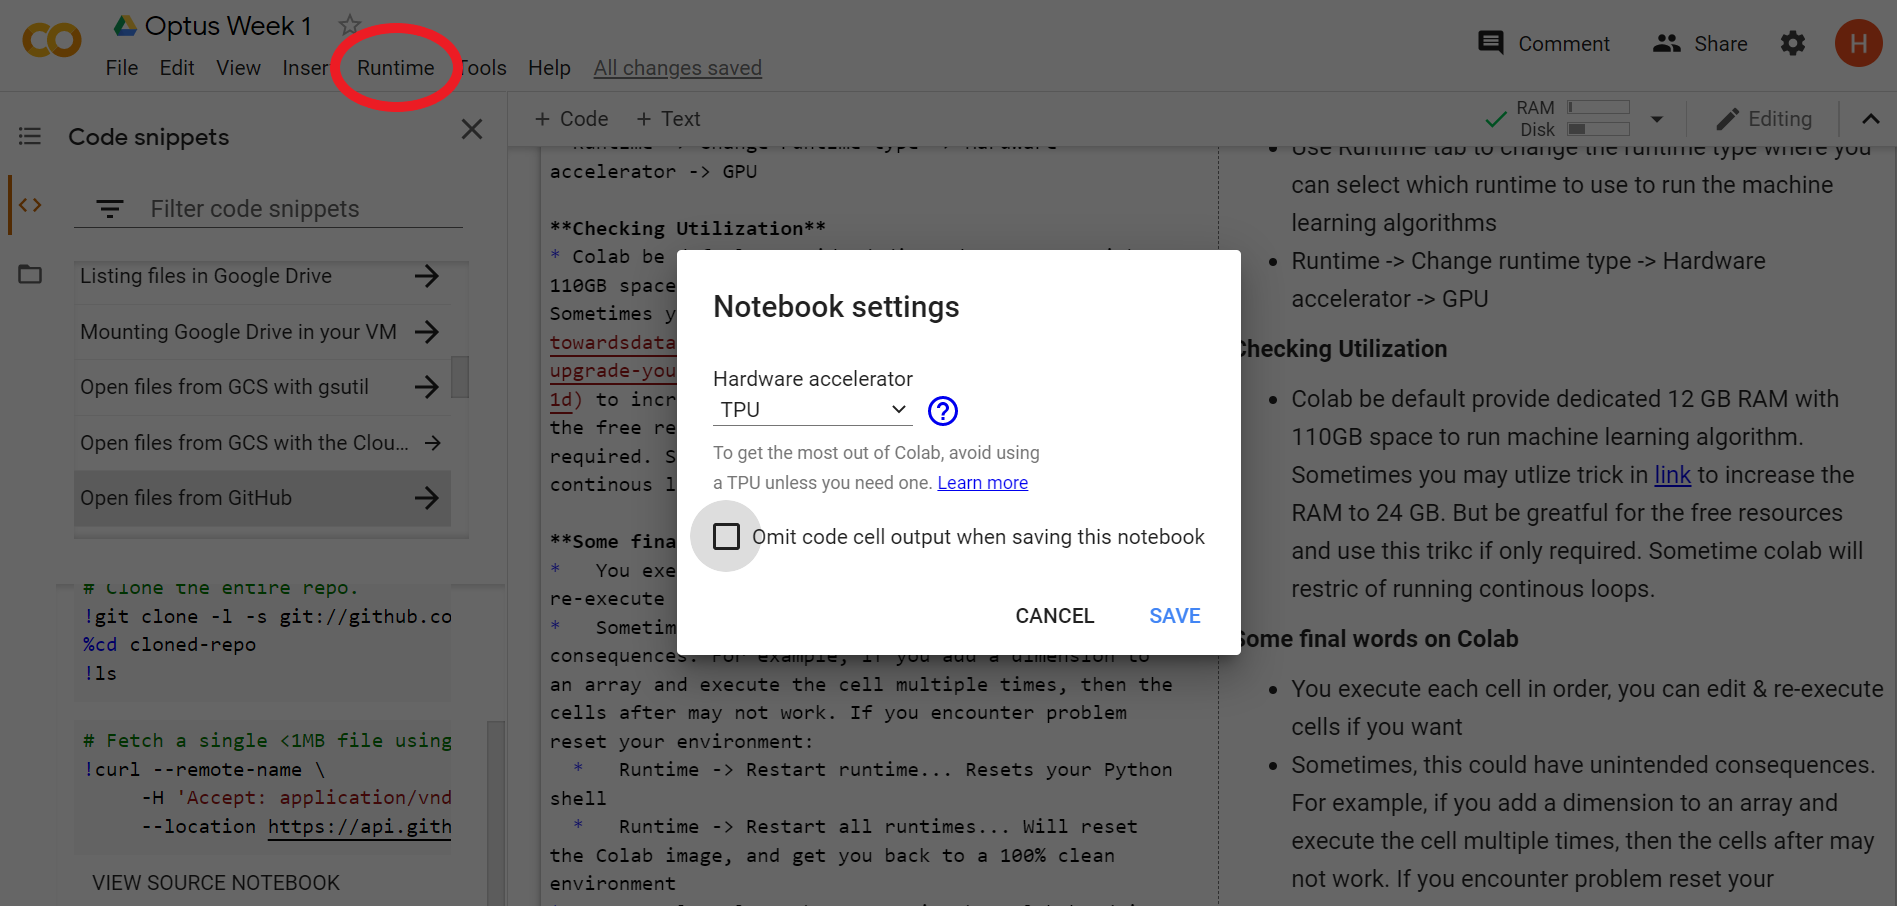 Optus Week 1
File Edit View Inser Runtime Tools Help All changes saved
Comment Share H
Code snippets
Filter code snippets
Listing files in Google Drive
Mounting Google Drive in your VM
Open files from GCS with gsutil
Open files from GCS with the Clou...
Open files from GitHub
# Clone the entire repo.
!git clone -l -s git://github.co
%cd cloned-repo
!ls
# Fetch a single <1MB file using
!curl --remote-name \
-H 'Accept: application/vnd
--location https://api.gith
VIEW SOURCE NOTEBOOK
+ Code + Text
RAM
Disk
Editing
Runtime -> Change runtime type -> Hardware
accelerator -> GPU
**Checking Utilization**
* Colab be
110GB space
Sometimes y
towardsdata
upgrade-you
1d) to incr
the free re
required. S
continous l
**Some fina
* You exe
re-execute
* Sometim
consequences. For example, if you add a dimension to
an array and execute the cell multiple times, then the
cells after may not work. If you encounter problem
reset your environment:
* Runtime -> Restart runtime... Resets your Python
shell
* Runtime -> Restart all runtimes... Will reset
the Colab image, and get you back to a 100% clean
environment
Notebook settings
Hardware accelerator
TPU
?
To get the most out of Colab, avoid using
a TPU unless you need one. Learn more
Omit code cell output when saving this notebook
CANCEL SAVE
• Use Runtime tab to change the runtime type where you
can select which runtime to use to run the machine
learning algorithms
• Runtime -> Change runtime type -> Hardware
accelerator -> GPU
Checking Utilization
• Colab be default provide dedicated 12 GB RAM with
110GB space to run machine learning algorithm.
Sometimes you may utlize trick in link to increase the
RAM to 24 GB. But be greatful for the free resources
and use this trikc if only required. Sometime colab will
restric of running continous loops.
Some final words on Colab
• You execute each cell in order, you can edit & re-execute
cells if you want
• Sometimes, this could have unintended consequences.
For example, if you add a dimension to an array and
execute the cell multiple times, then the cells after may
not work. If you encounter problem reset your